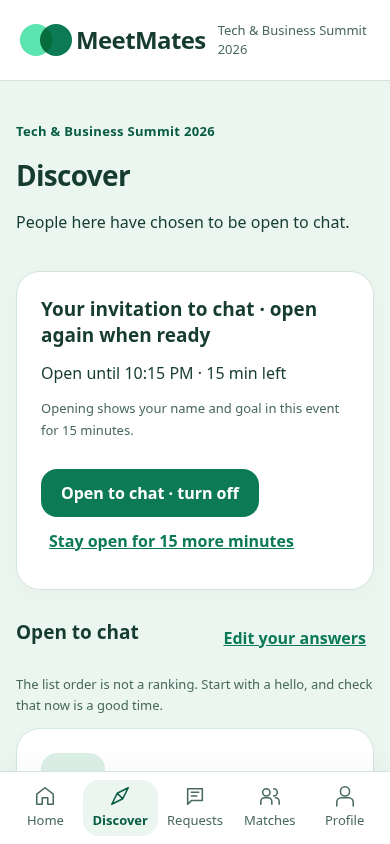 MeetMates
Tech & Business Summit
2026
Tech & Business Summit 2026
Discover
People here have chosen to be open to chat.
Your invitation to chat · open
again when ready
Open until 10:15 PM · 15 min left
Opening shows your name and goal in this event
for 15 minutes.
Open to chat · turn off
Stay open for 15 more minutes
Open to chat
Edit your answers
The list order is not a ranking. Start with a hello, and check
that now is a good time.
Home
Discover
Requests
Matches
Profile